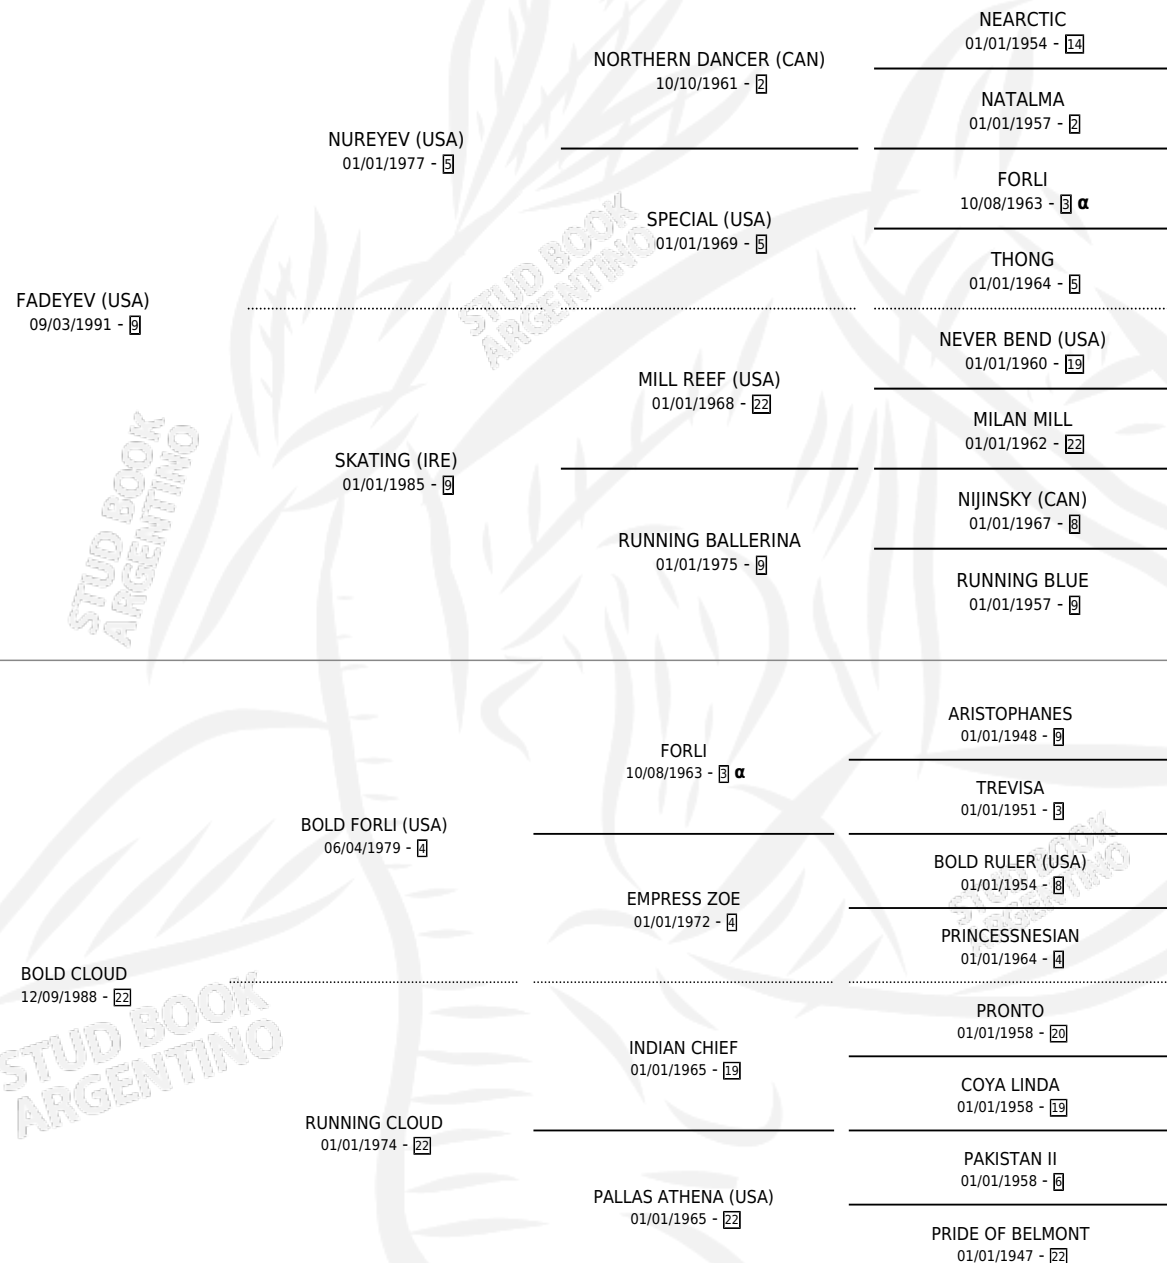 FADEYEV (USA)
09/03/1991 - 9
NUREYEV (USA)
01/01/1977 - 5
NORTHERN DANCER (CAN)
10/10/1961 - 2
NEARCTIC
01/01/1954 - 14
NATALMA
01/01/1957 - 2
SPECIAL (USA)
01/01/1969 - 5
FORLI
10/08/1963 - 3 α
THONG
01/01/1964 - 5
SKATING (IRE)
01/01/1985 - 9
MILL REEF (USA)
01/01/1968 - 22
NEVER BEND (USA)
01/01/1960 - 19
MILAN MILL
01/01/1962 - 22
RUNNING BALLERINA
01/01/1975 - 9
NIJINSKY (CAN)
01/01/1967 - 8
RUNNING BLUE
01/01/1957 - 9
BOLD CLOUD
12/09/1988 - 22
BOLD FORLI (USA)
06/04/1979 - 4
FORLI
10/08/1963 - 3 α
ARISTOPHANES
01/01/1948 - 9
TREVISA
01/01/1951 - 3
EMPRESS ZOE
01/01/1972 - 4
BOLD RULER (USA)
01/01/1954 - 8
PRINCESSNESIAN
01/01/1964 - 4
RUNNING CLOUD
01/01/1974 - 22
INDIAN CHIEF
01/01/1965 - 19
PRONTO
01/01/1958 - 20
COYA LINDA
01/01/1958 - 19
PALLAS ATHENA (USA)
01/01/1965 - 22
PAKISTAN II
01/01/1958 - 6
PRIDE OF BELMONT
01/01/1947 - 22
STUD BOOK
ARGENTINO
STUD BOOK
ARGENTINO
STUD BOOK
ARGENTINO
STUD BOOK
ARGENTINO